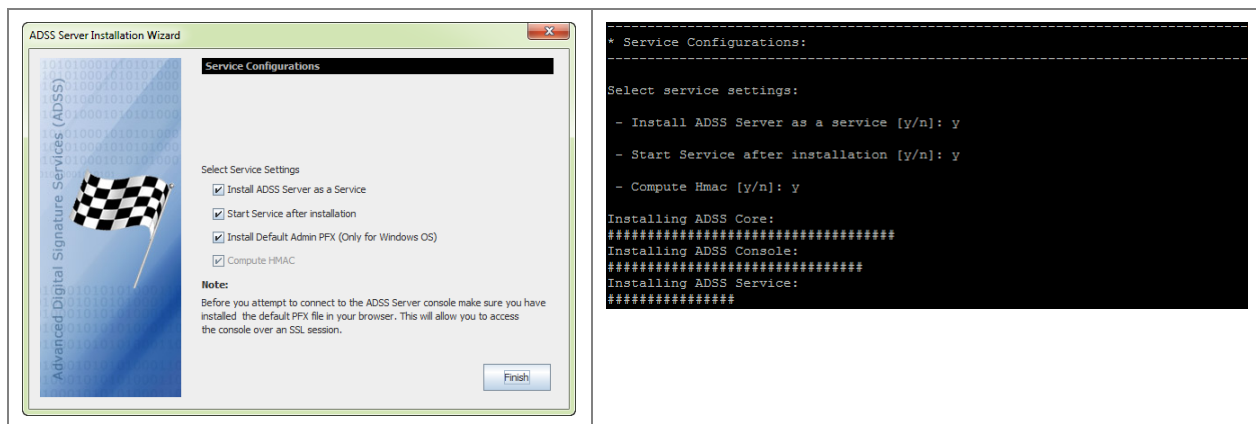 ADSS Server Installation Wizard
Advanced Digital Signature Services (ADSS)
Service Configurations
Select Service Settings
Install ADSS Server as a Service
Start Service after installation
Install Default Admin PFX (Only for Windows OS)
Compute HMAC
Note:
Before you attempt to connect to the ADSS Server console make sure you have
installed the default PFX file in your browser. This will allow you to access
the console over an SSL session.
Finish
--------------------------------------------------------------------------------
* Service Configurations:
--------------------------------------------------------------------------------
Select service settings:
- Install ADSS Server as a service [y/n]: y
- Start Service after installation [y/n]: y
- Compute Hmac [y/n]: y
Installing ADSS Core:
####################################
Installing ADSS Console:
################################
Installing ADSS Service:
################